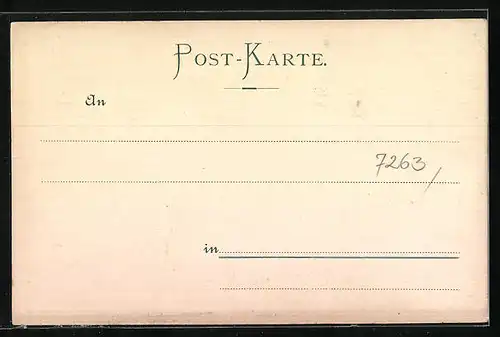 POST-KARTE.
An
7263/
in